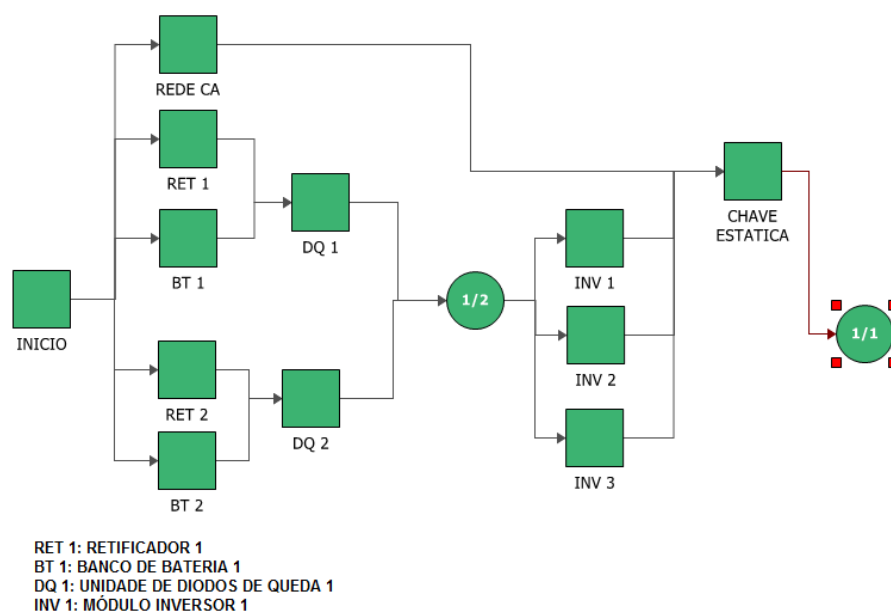 REDE CA
RET 1
DQ 1
BT 1
CHAVE
ESTATICA
INV 1
INICIO
1/2
1/1
INV 2
RET 2
DQ 2
INV 3
BT 2
RET 1: RETIFICADOR 1
BT 1: BANCO DE BATERIA 1
DQ 1: UNIDADE DE DIODOS DE QUEDA 1
INV 1: MÓDULO INVERSOR 1